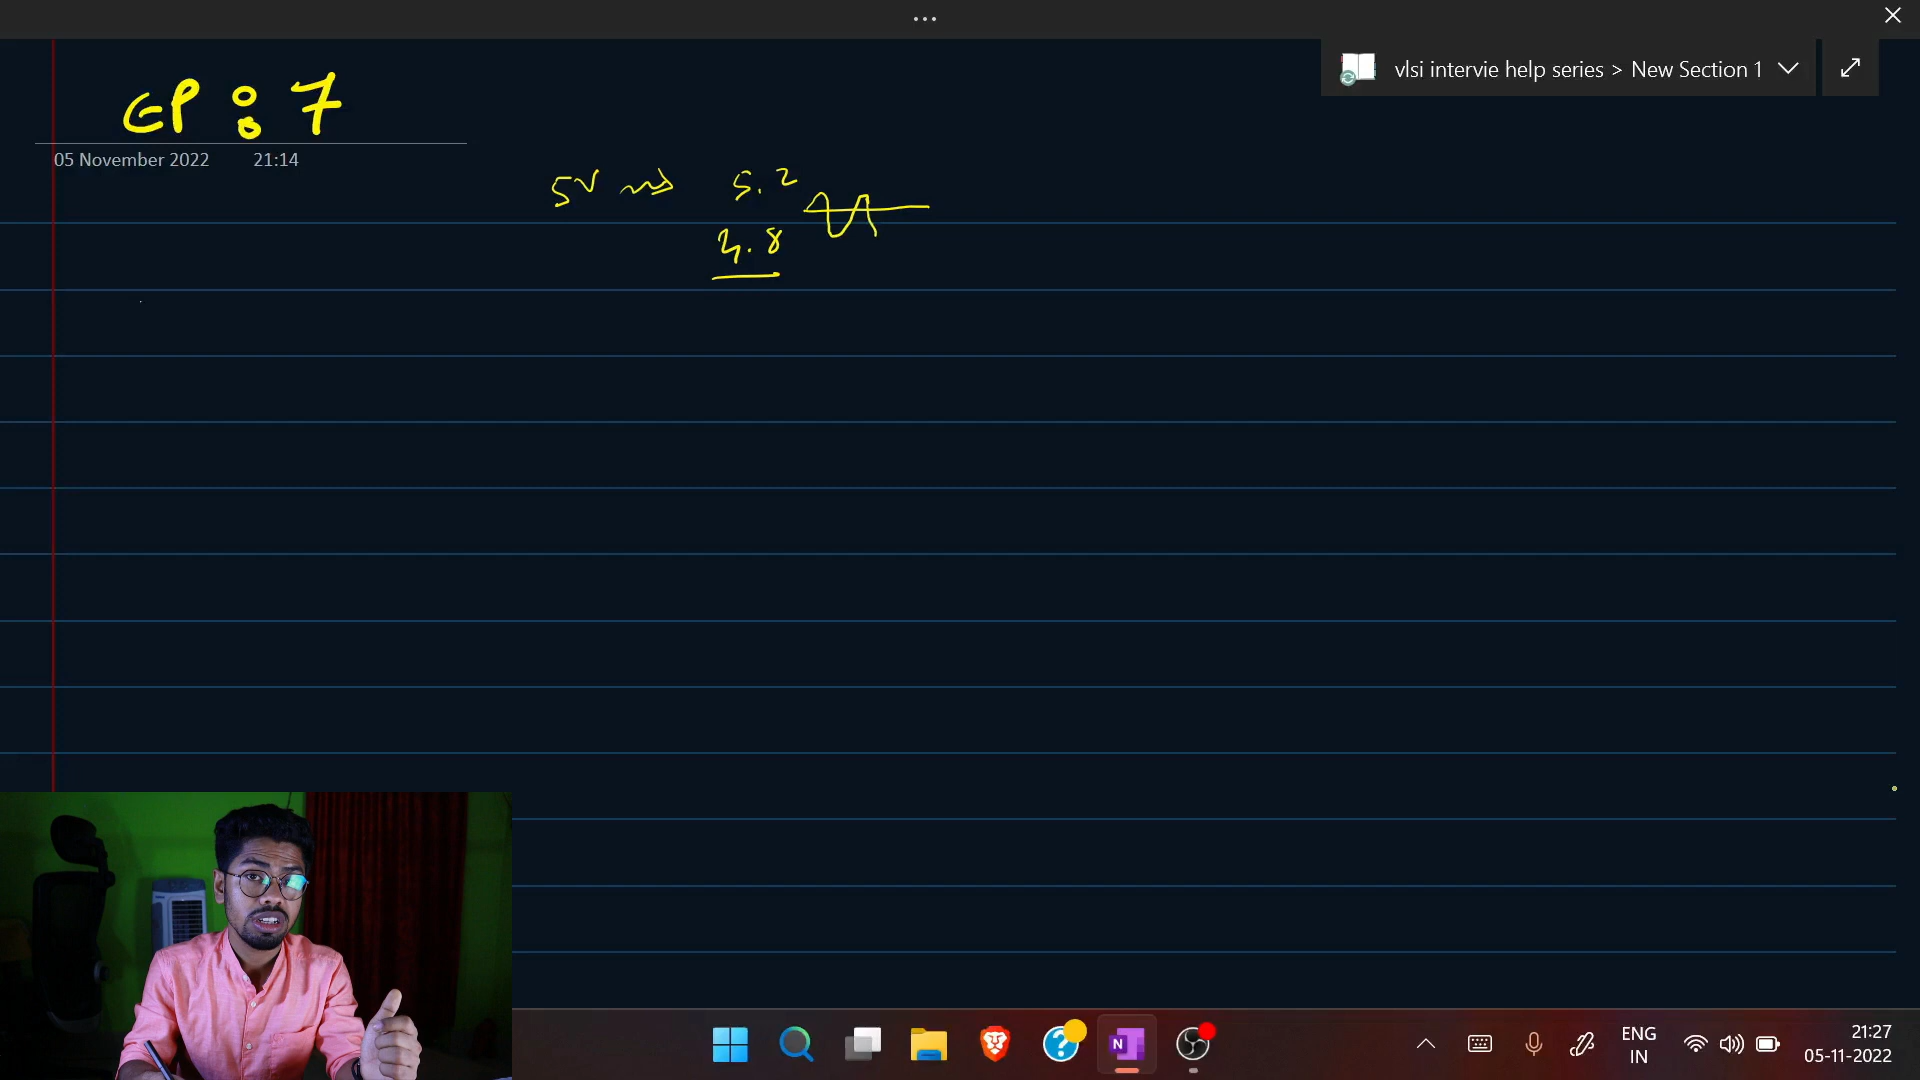 vlsi intervie help series > New Section 1
EP : 7
05 November 2022 21:14
5V 5.2
4.8
ENG
IN
21:27
05-11-2022